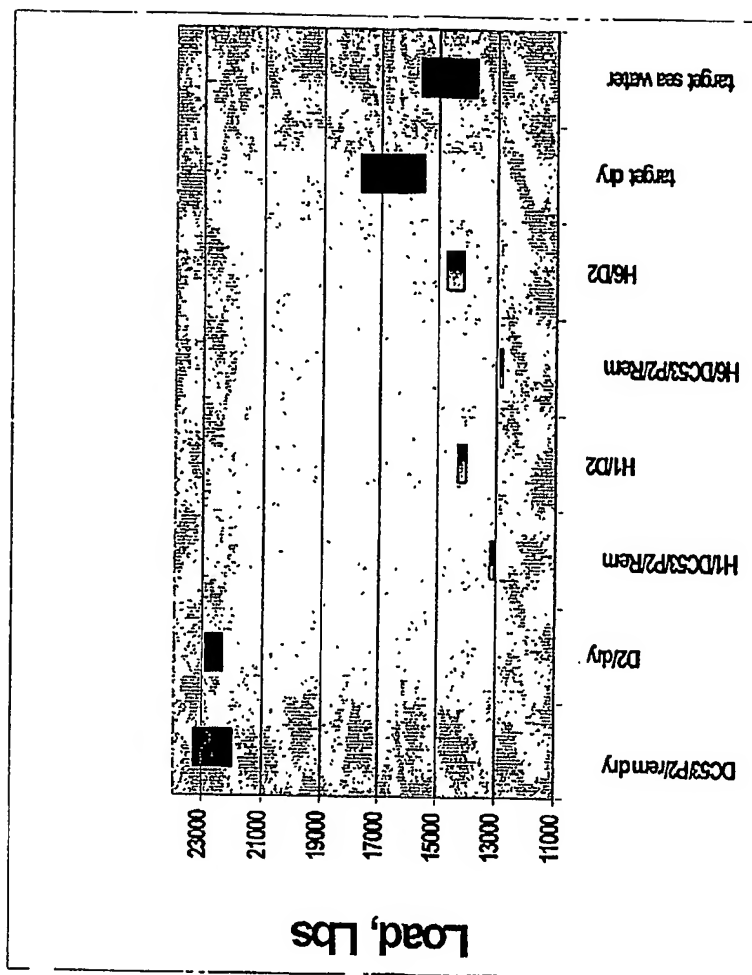 Load, Lbs
23000
21000
19000
17000
15000
13000
11000
DC53/P2/rem dry
D2/dry
H1/DC53/P2/Rem
H1/D2
H6/DC53/P2/Rem
H6/D2
target dry
target sea water